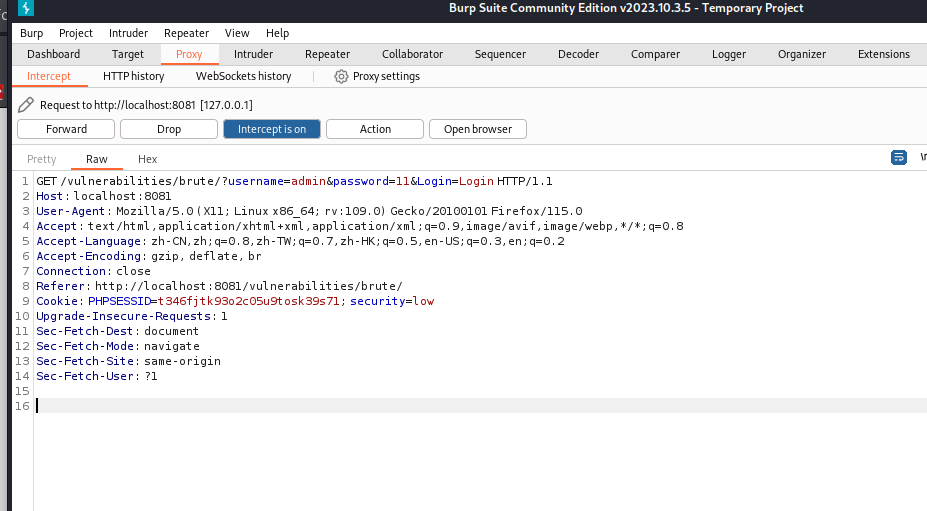 Burp Suite Community Edition v2023.10.3.5 - Temporary Project
Burp Project Intruder Repeater View Help
Dashboard Target Proxy Intruder Repeater Collaborator Sequencer Decoder Comparer Logger Organizer Extensions
Intercept HTTP history WebSockets history Proxy settings
Request to http://localhost:8081 [127.0.0.1]
Forward Drop Intercept is on Action Open browser
Pretty Raw Hex
1 GET /vulnerabilities/brute/?username=admin&password=11&Login=Login HTTP/1.1
2 Host: localhost:8081
3 User-Agent: Mozilla/5.0 (X11; Linux x86_64; rv:109.0) Gecko/20100101 Firefox/115.0
4 Accept: text/html,application/xhtml+xml,application/xml;q=0.9,image/avif,image/webp,*/*;q=0.8
5 Accept-Language: zh-CN,zh;q=0.8,zh-TW;q=0.7,zh-HK;q=0.5,en-US;q=0.3,en;q=0.2
6 Accept-Encoding: gzip, deflate, br
7 Connection: close
8 Referer: http://localhost:8081/vulnerabilities/brute/
9 Cookie: PHPSESSID=t346fjtk93o2c05u9tosk39s71; security=low
10 Upgrade-Insecure-Requests: 1
11 Sec-Fetch-Dest: document
12 Sec-Fetch-Mode: navigate
13 Sec-Fetch-Site: same-origin
14 Sec-Fetch-User: ?1
15
16